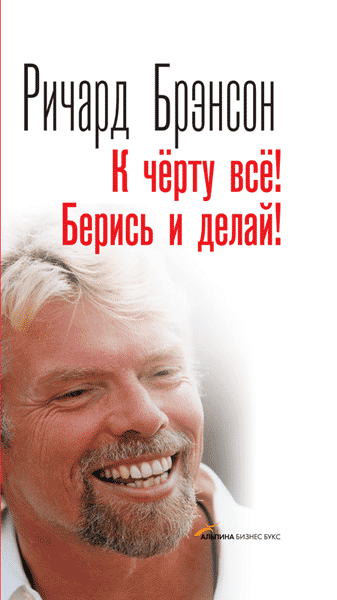 Ричард Брэнсон
К чёрту всё!
Берись и делай!
АЛЬПИНА БИЗНЕС БУКС